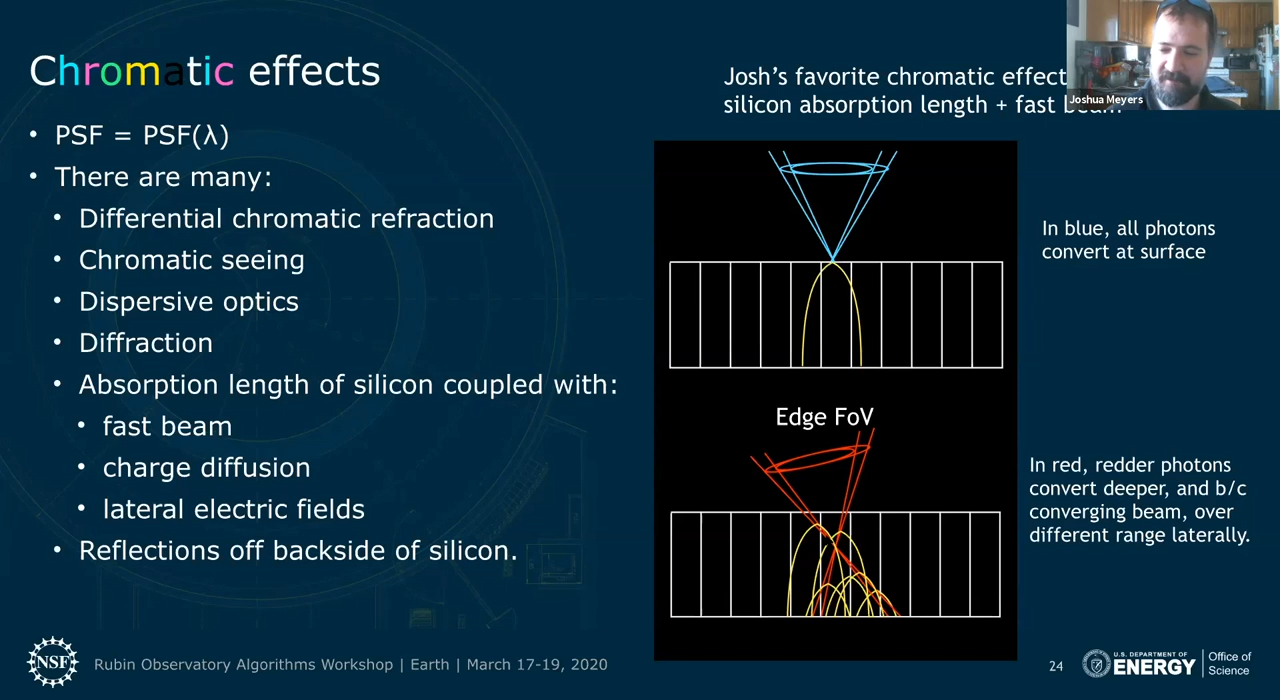 Chromatic effects
• PSF = PSF(λ)
• There are many:
• Differential chromatic refraction
• Chromatic seeing
• Dispersive optics
• Diffraction
• Absorption length of silicon coupled with:
• fast beam
• charge diffusion
• lateral electric fields
• Reflections off backside of silicon.
Josh’s favorite chromatic effect
silicon absorption length + fast
Joshua Meyers
In blue, all photons
convert at surface
Edge FoV
In red, redder photons
convert deeper, and b/c
converging beam, over
different range laterally.
NSF
Rubin Observatory Algorithms Workshop | Earth | March 17-19, 2020
24
U.S. DEPARTMENT OF
ENERGY
Office of
Science